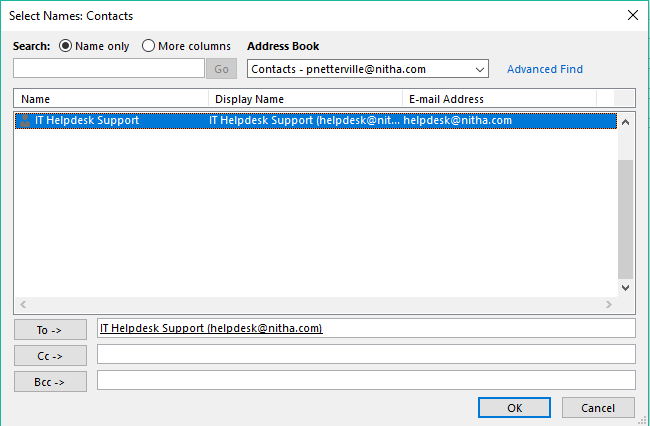 Select Names: Contacts
Search: Name only More columns Address Book
Go Contacts - pnetterville@nitha.com Advanced Find
Name Display Name E-mail Address
IT Helpdesk Support IT Helpdesk Support (helpdesk@nit... helpdesk@nitha.com
To -> IT Helpdesk Support (helpdesk@nitha.com)
Cc ->
Bcc ->
OK Cancel